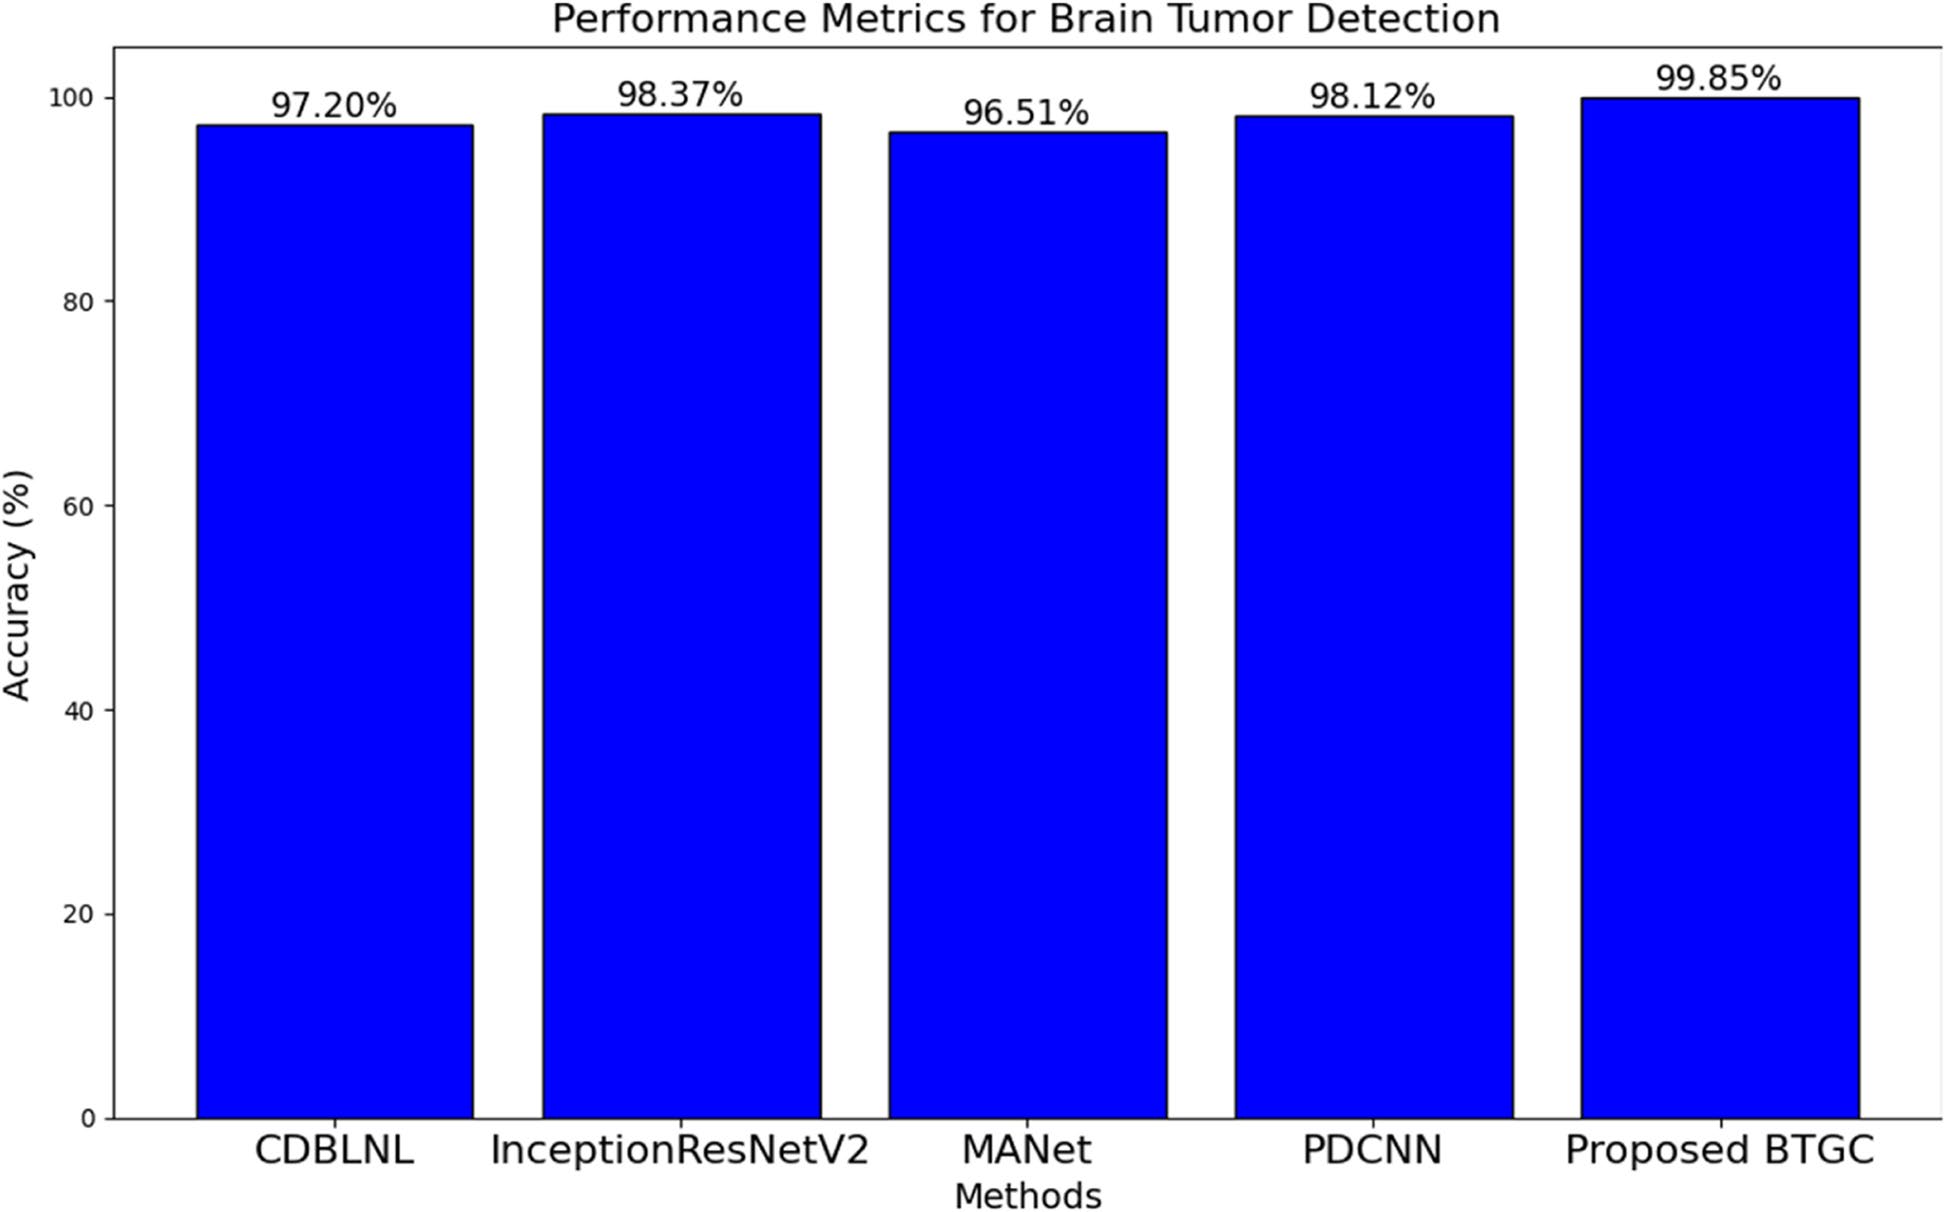 Performance Metrics for Brain Tumor Detection
97.20%
98.37%
96.51%
98.12%
99.85%
100
80
60
40
20
0
Accuracy (%)
CDBLNL
InceptionResNetV2
MANet
PDCNN
Proposed BTGC
Methods